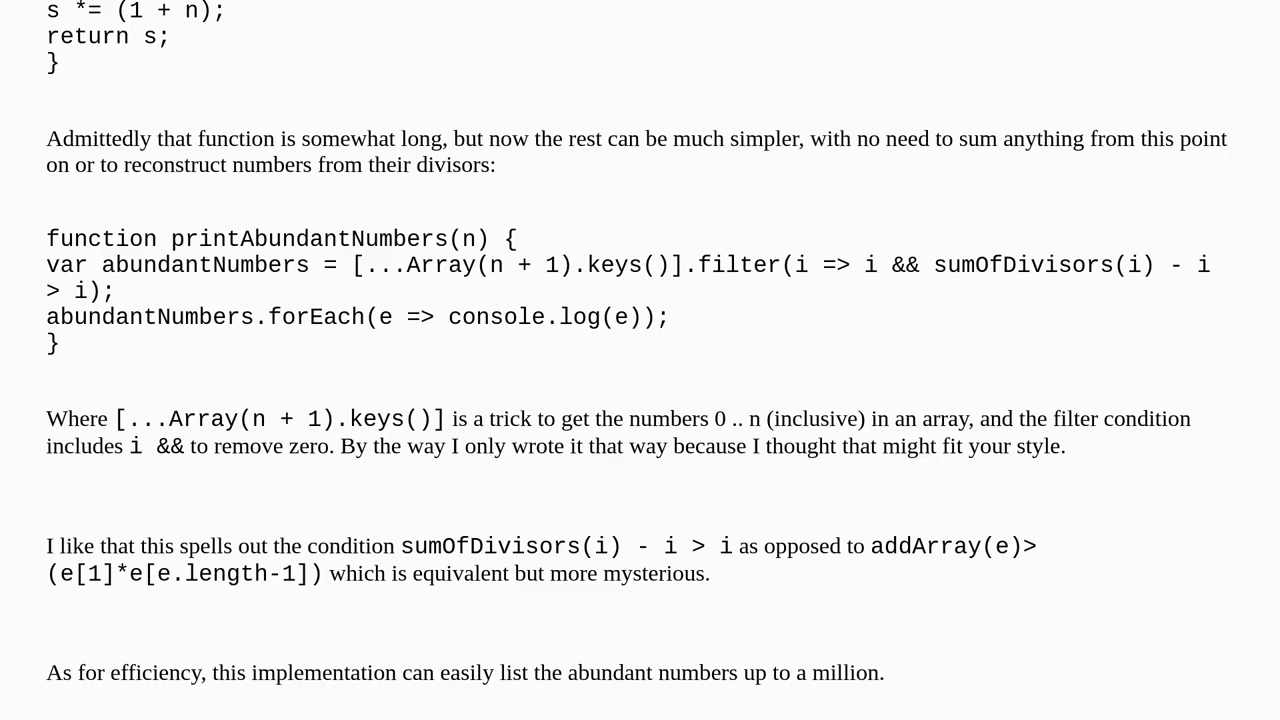 s *= (1 + n);
return s;
}
Admittedly that function is somewhat long, but now the rest can be much simpler, with no need to sum anything from this point
on or to reconstruct numbers from their divisors:
function printAbundantNumbers(n) {
var abundantNumbers = [...Array(n + 1).keys()].filter(i => i && sumOfDivisors(i) - i
> i);
abundantNumbers.forEach(e => console.log(e));
}
Where [...Array(n + 1).keys()] is a trick to get the numbers 0 .. n (inclusive) in an array, and the filter condition
includes i && to remove zero. By the way I only wrote it that way because I thought that might fit your style.
I like that this spells out the condition sumOfDivisors(i) - i > i as opposed to addArray(e)>
(e[1]*e[e.length-1]) which is equivalent but more mysterious.
As for efficiency, this implementation can easily list the abundant numbers up to a million.